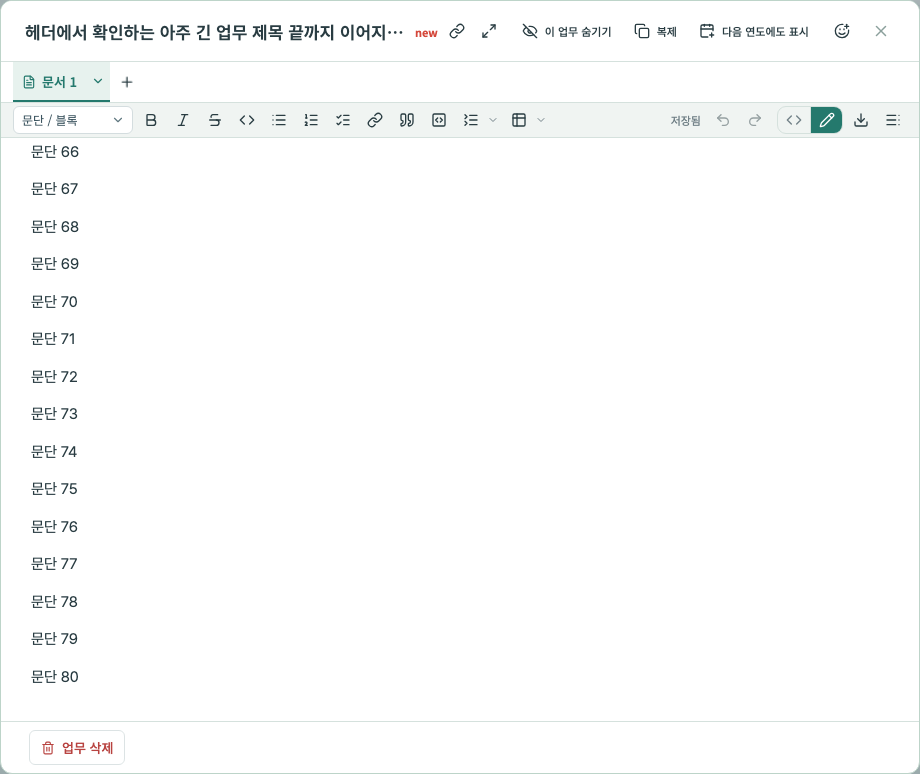 헤더에서 확인하는 아주 긴 업무 제목 끝까지 이어지… new 이 업무 숨기기 복제 다음 연도에도 표시
문서 1
문단 / 블록 저장됨
문단 66
문단 67
문단 68
문단 69
문단 70
문단 71
문단 72
문단 73
문단 74
문단 75
문단 76
문단 77
문단 78
문단 79
문단 80
업무 삭제